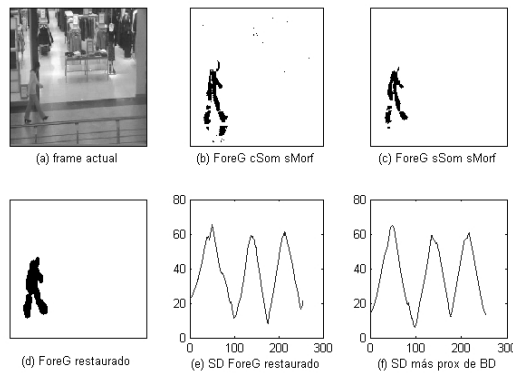 (a) frame actual
(b) ForeG cSom sMorf
(c) ForeG sSom sMorf
80
60
40
20
0
0 100 200 300
80
60
40
20
0
0 100 200 300
(d) ForeG restaurado
(e) SD ForeG restaurado
(f) SD más prox de BD